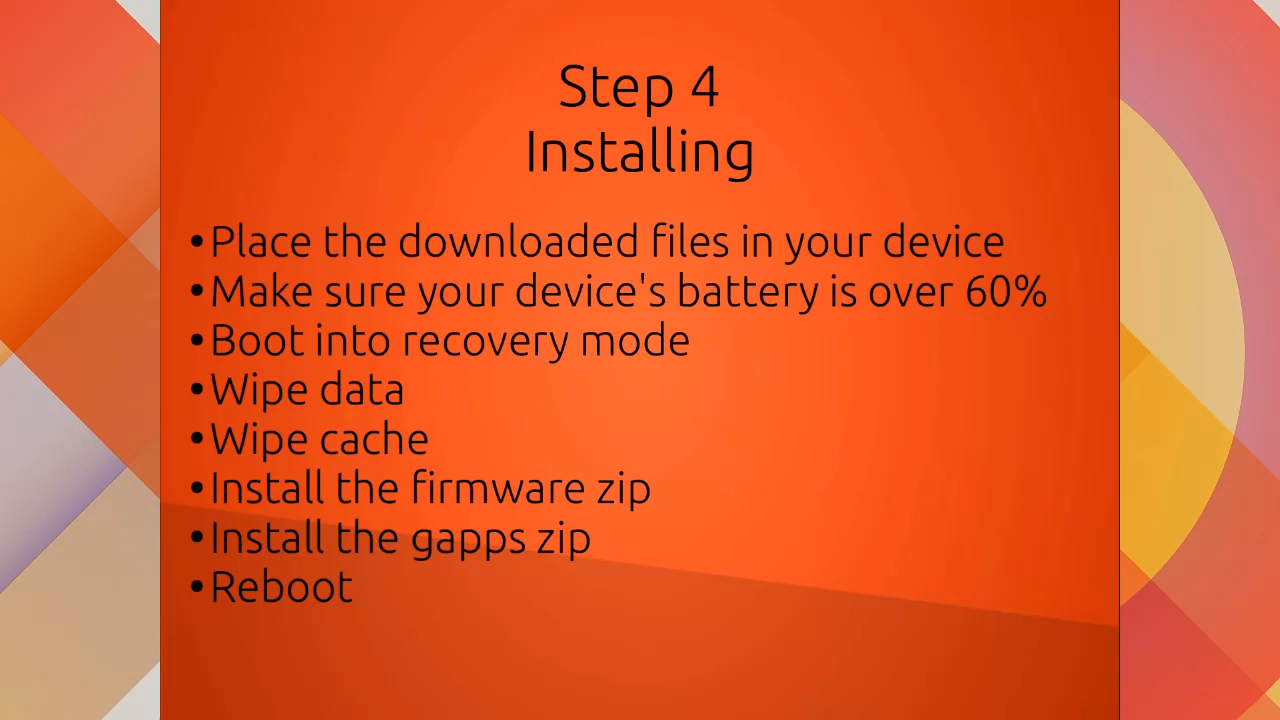 Step 4
Installing
•Place the downloaded files in your device
•Make sure your device's battery is over 60%
•Boot into recovery mode
•Wipe data
•Wipe cache
•Install the firmware zip
•Install the gapps zip
•Reboot